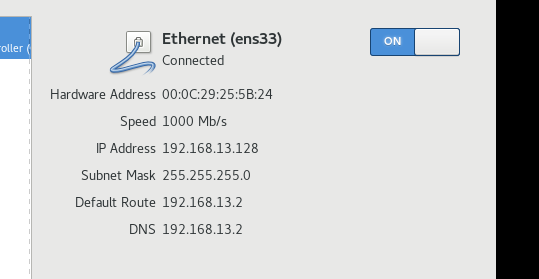 Ethernet (ens33)
ON
oller (
Connected
Hardware Address 00:0C:29:25:5B:24
Speed 1000 Mb/s
IP Address 192.168.13.128
Subnet Mask 255.255.255.0
Default Route 192.168.13.2
DNS 192.168.13.2